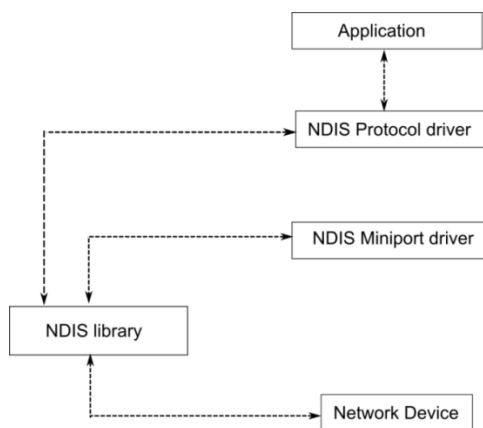 Application
NDIS Protocol driver
NDIS Miniport driver
NDIS library
Network Device